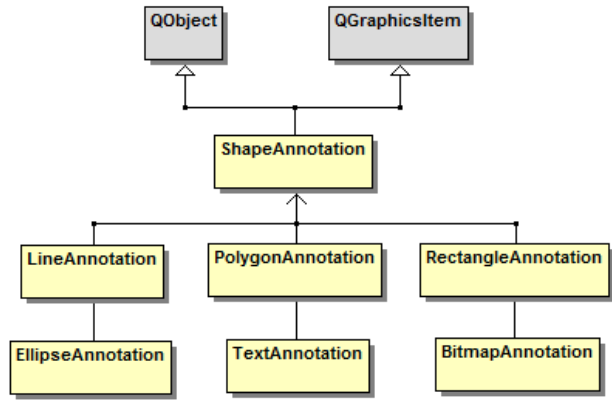 QObject
QGraphicsItem
ShapeAnnotation
LineAnnotation
PolygonAnnotation
RectangleAnnotation
EllipseAnnotation
TextAnnotation
BitmapAnnotation